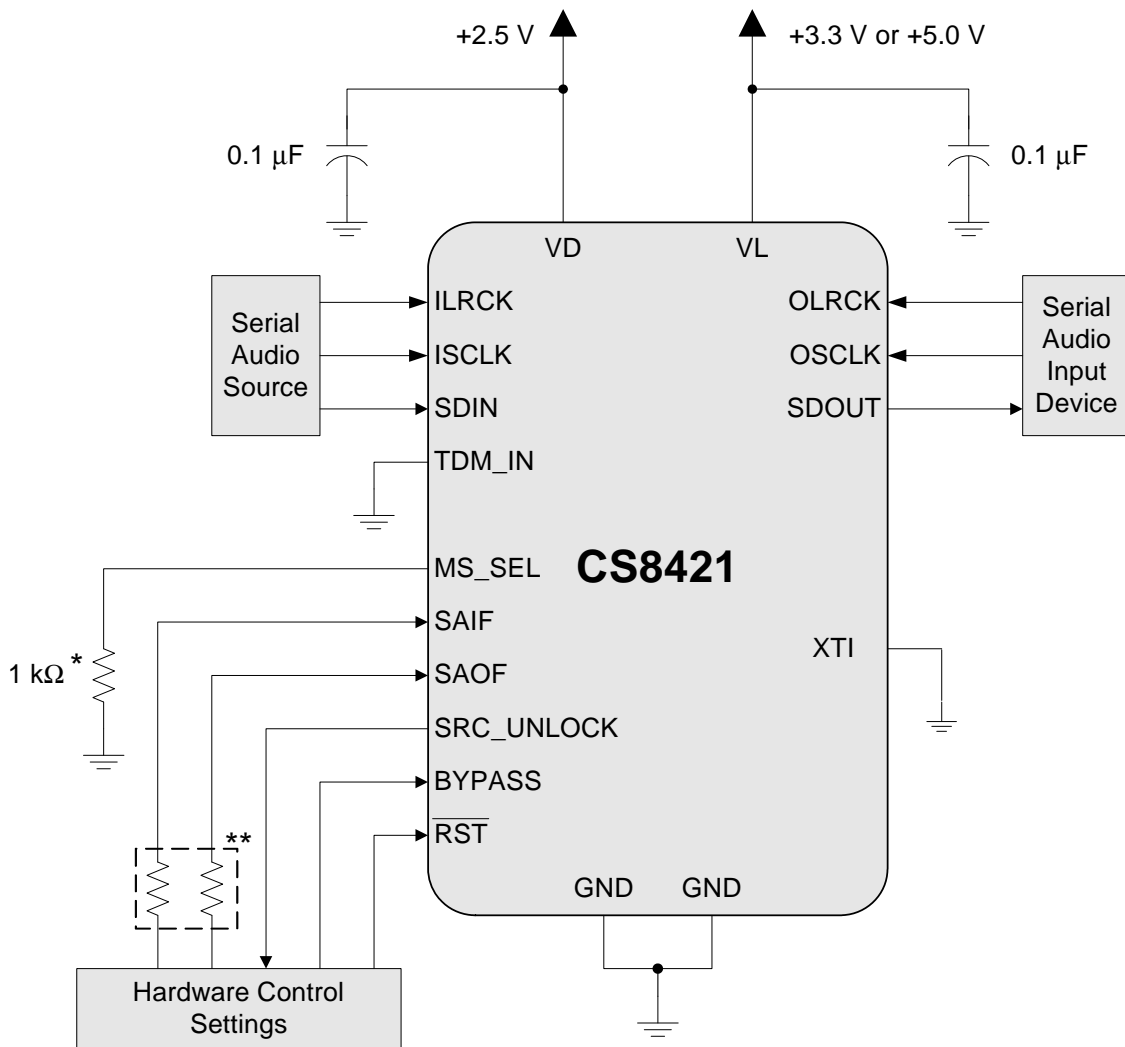 +2.5 V
+3.3 V or +5.0 V
0.1 μF
0.1 μF
VD
VL
Serial
Audio
Source
ILRCK
ISCLK
SDIN
TDM_IN
OLRCK
OSCLK
SDOUT
Serial
Audio
Input
Device
CS8421
MS_SEL
SAIF
SAOF
SRC_UNLOCK
BYPASS
RST
XTI
1 kΩ *
**
GND
GND
Hardware Control
Settings